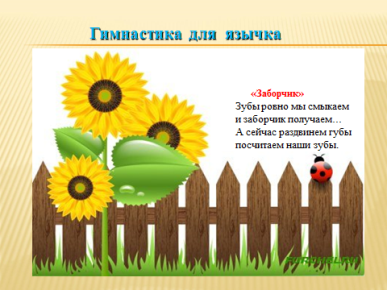 Гимнастика для язычка
«Заборчик»
Зубы ровно мы смыкаем
и заборчик получаем…
А сейчас раздвинем губы
посчитаем наши зубы.